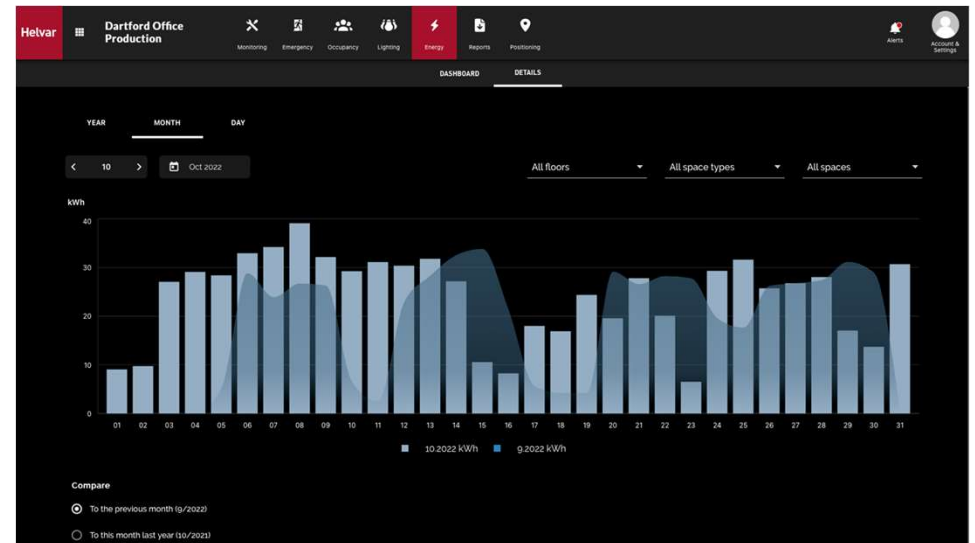 Helvar
Dartford Office
Production
Monitoring
Emergency
Occupancy
Lighting
Energy
Reports
Positioning
Alerts
Account &
Settings
DASHBOARD
DETAILS
YEAR
MONTH
DAY
10
Oct 2022
All floors
All space types
All spaces
kWh
40
30
20
10
0
01 02 03 04 05 06 07 08 09 10 11 12 13 14 15 16 17 18 19 20 21 22 23 24 25 26 27 28 29 30 31
10.2022 kWh 9.2022 kWh
Compare
To the previous month (9/2022)
To this month last year (10/2021)